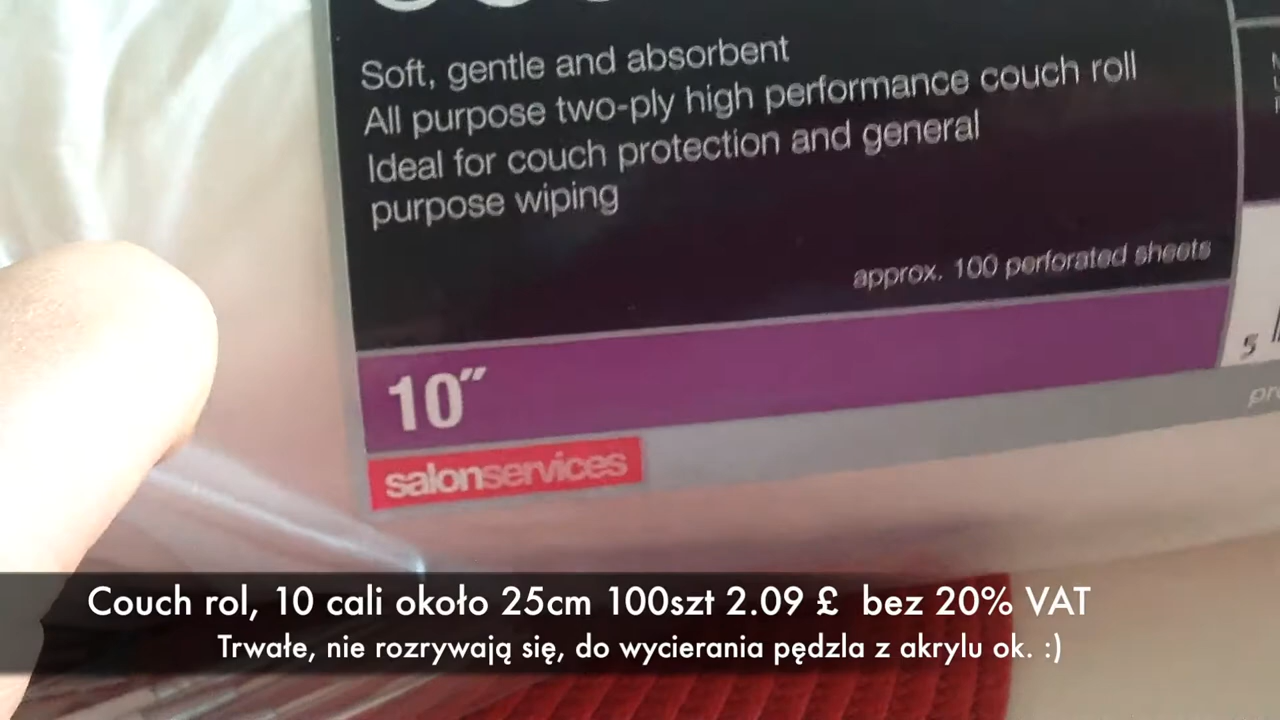 Soft, gentle and absorbent
All purpose two-ply high performance couch roll
Ideal for couch protection and general
purpose wiping
approx. 100 perforated sheets
10″
5
salonservices
Couch rol, 10 cali około 25cm 100szt 2.09 £ bez 20% VAT
Trwałe, nie rozrywają się, do wycierania pędzla z akrylu ok. :)